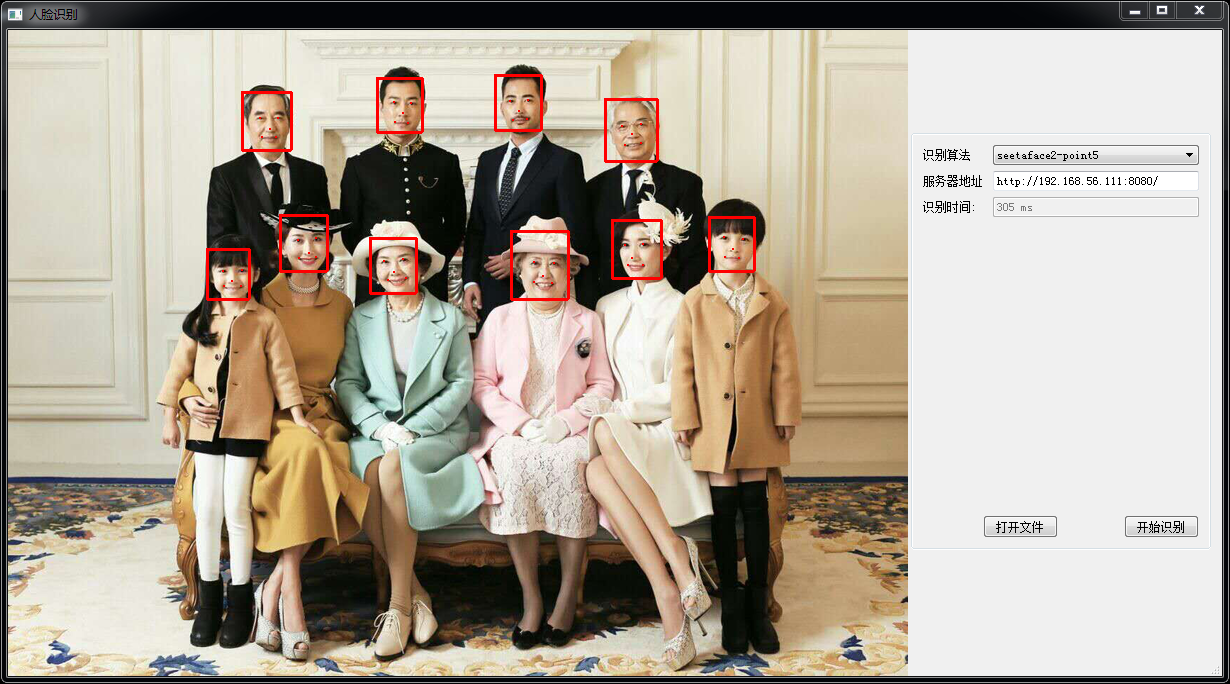 人脸识别
识别算法 seetaface2-point5
服务器地址 http://192.168.56.111:8080/
识别时间: 305 ms
打开文件 开始识别